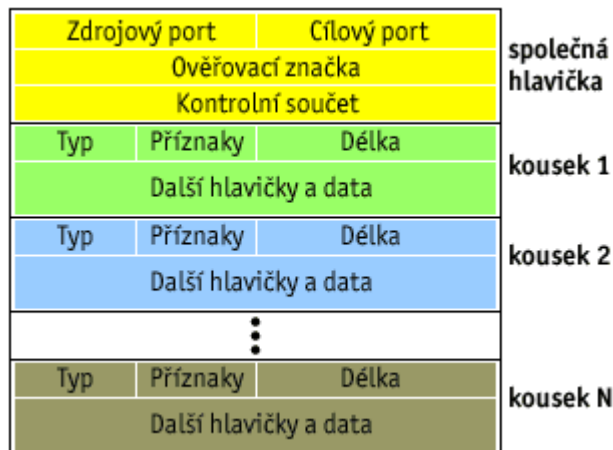 Zdrojový port Cílový port
Ověřovací značka
Kontrolní součet
společná
hlavička
Typ Příznaky Délka
Další hlavičky a data
kousek 1
Typ Příznaky Délka
Další hlavičky a data
kousek 2
Typ Příznaky Délka
Další hlavičky a data
kousek N